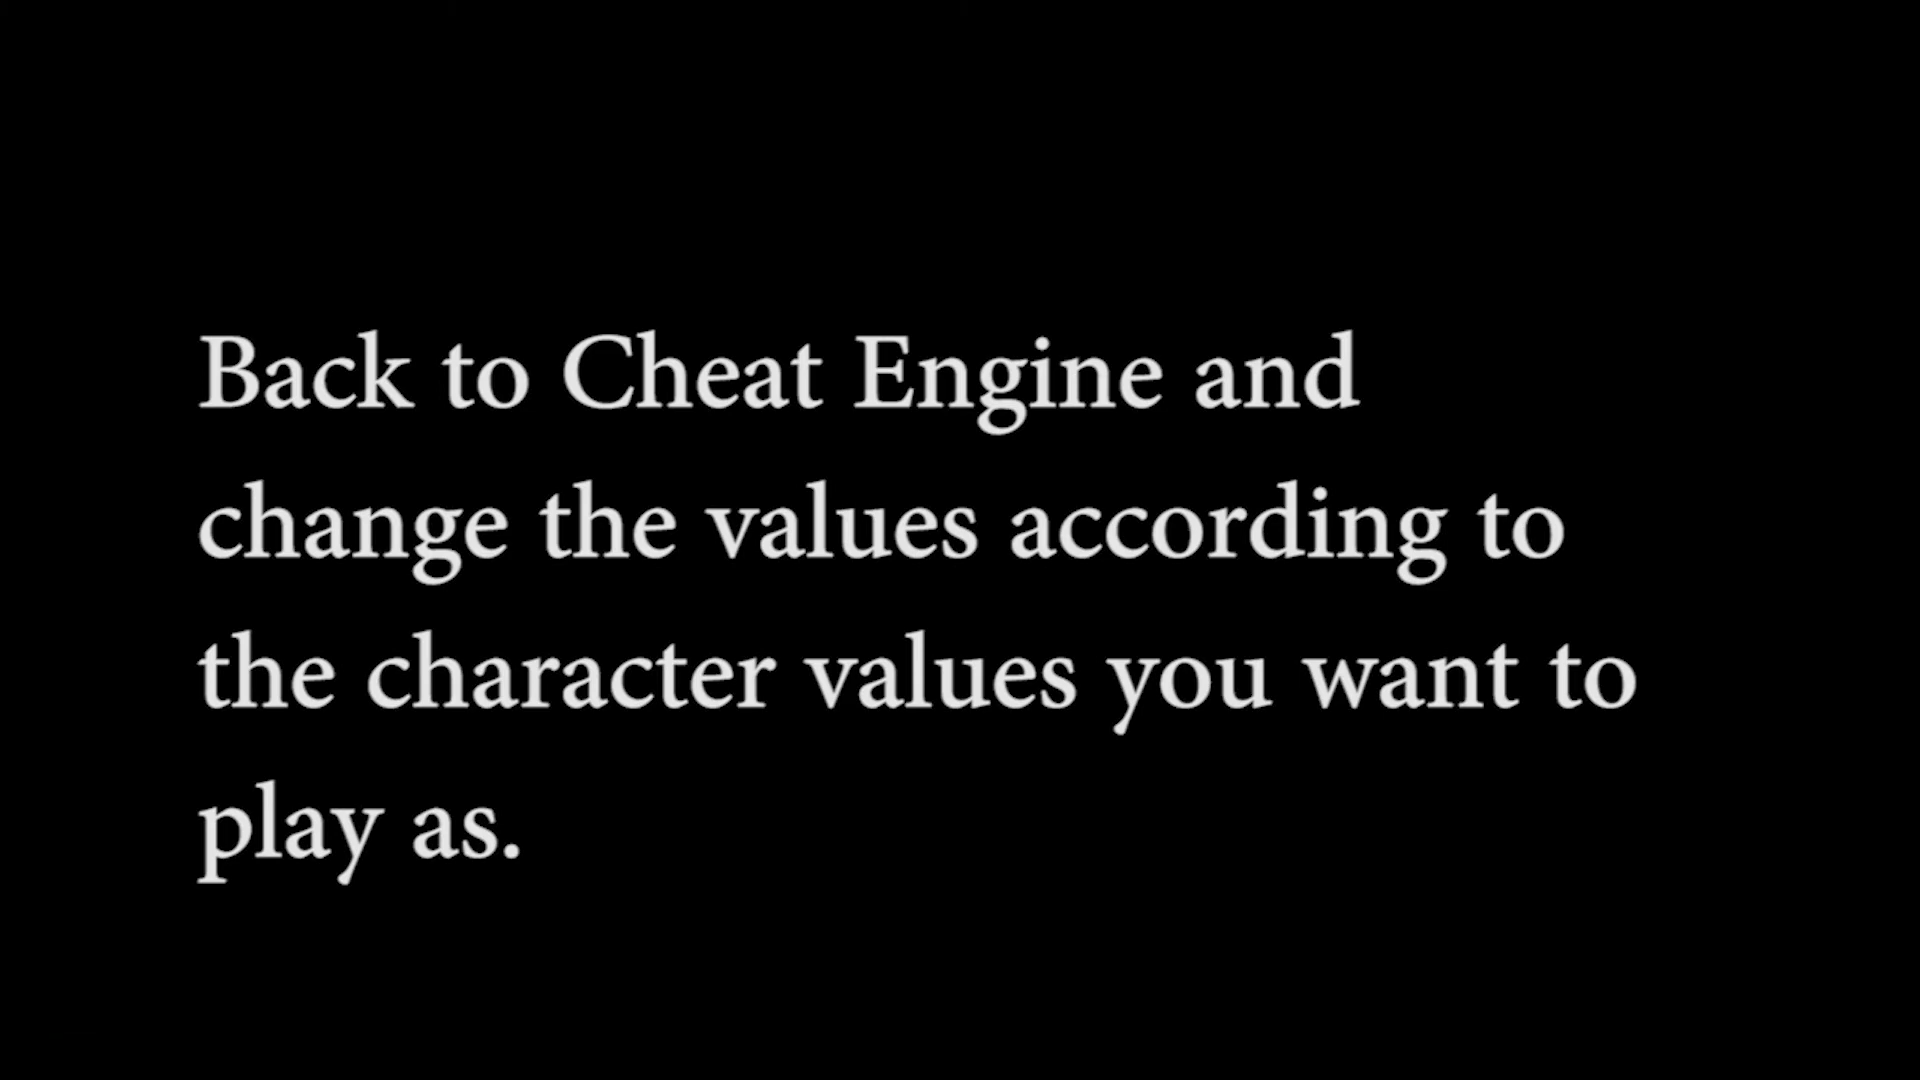 Back to Cheat Engine and
change the values according to
the character values you want to
play as.